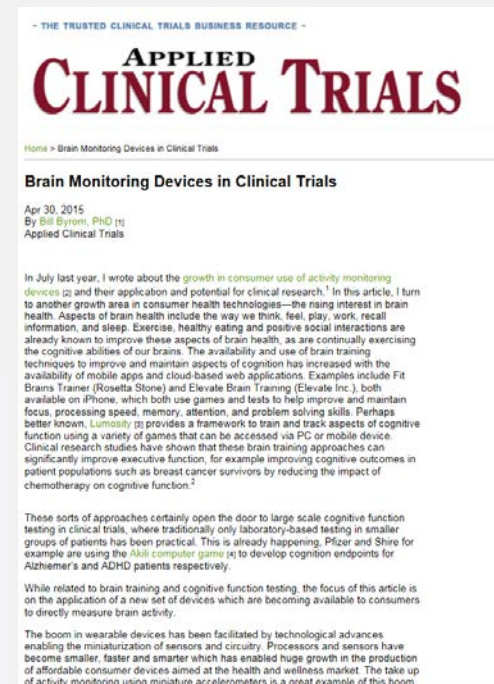 - THE TRUSTED CLINICAL TRIALS BUSINESS RESOURCE -
APPLIED
CLINICAL TRIALS
Home > Brain Monitoring Devices in Clinical Trials
Brain Monitoring Devices in Clinical Trials
Apr 30, 2015
By Bill Byrom, PhD [1]
Applied Clinical Trials
In July last year, I wrote about the growth in consumer use of activity monitoring
devices [2] and their application and potential for clinical research.1 In this article, I turn
to another growth area in consumer health technologies—the rising interest in brain
health. Aspects of brain health include the way we think, feel, play, work, recall
information, and sleep. Exercise, healthy eating and positive social interactions are
already known to improve these aspects of brain health, as are continually exercising
the cognitive abilities of our brains. The availability and use of brain training
techniques to improve and maintain aspects of cognition has increased with the
availability of mobile apps and cloud-based web applications. Examples include Fit
Brains Trainer (Rosetta Stone) and Elevate Brain Training (Elevate Inc.), both
available on iPhone, which both use games and tests to help improve and maintain
focus, processing speed, memory, attention, and problem solving skills. Perhaps
better known, Lumosity [3] provides a framework to train and track aspects of cognitive
function using a variety of games that can be accessed via PC or mobile device.
Clinical research studies have shown that these brain training approaches can
significantly improve executive function, for example improving cognitive outcomes in
patient populations such as breast cancer survivors by reducing the impact of
chemotherapy on cognitive function.2
These sorts of approaches certainly open the door to large scale cognitive function
testing in clinical trials, where traditionally only laboratory-based testing in smaller
groups of patients has been practical. This is already happening, Pfizer and Shire for
example are using the Akili computer game [4] to develop cognition endpoints for
Alzhiemer's and ADHD patients respectively.
While related to brain training and cognitive function testing, the focus of this article is
on the application of a new set of devices which are becoming available to consumers
to directly measure brain activity.
The boom in wearable devices has been facilitated by technological advances
enabling the miniaturization of sensors and circuitry. Processors and sensors have
become smaller, faster and smarter which has enabled huge growth in the production
of affordable consumer devices aimed at the health and wellness market. The take up
of activity monitoring using miniature accelerometers is a great example of this boom